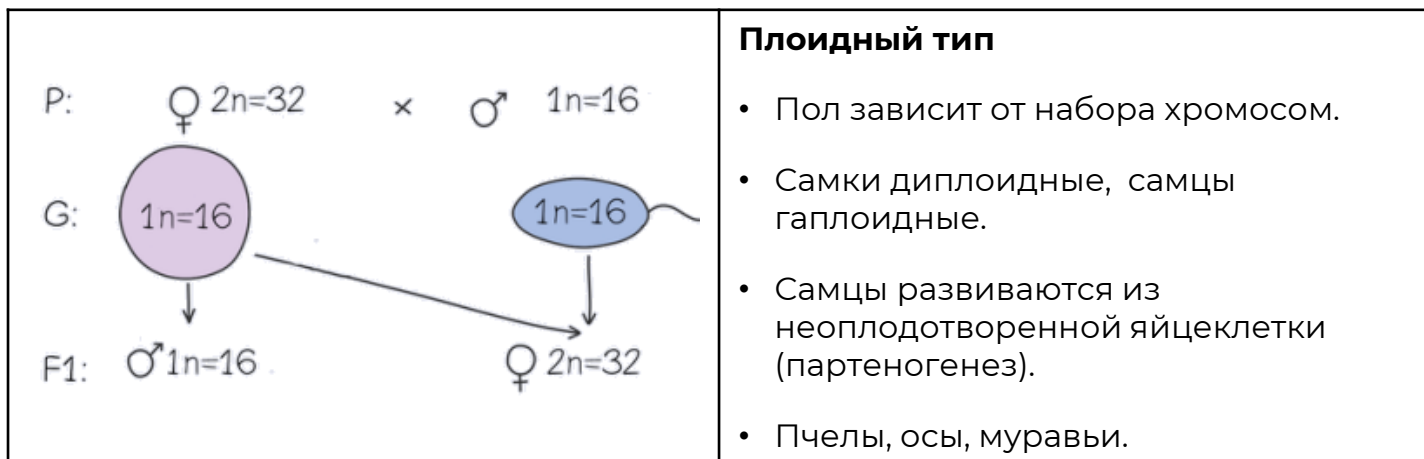 P: ♀ 2n=32 × ♂ 1n=16
G: 1n=16 1n=16
F1: ♂ 1n=16 ♀ 2n=32
Плоидный тип
• Пол зависит от набора хромосом.
• Самки диплоидные, самцы
гаплоидные.
• Самцы развиваются из
неоплодотворенной яйцеклетки
(партеногенез).
• Пчелы, осы, муравьи.